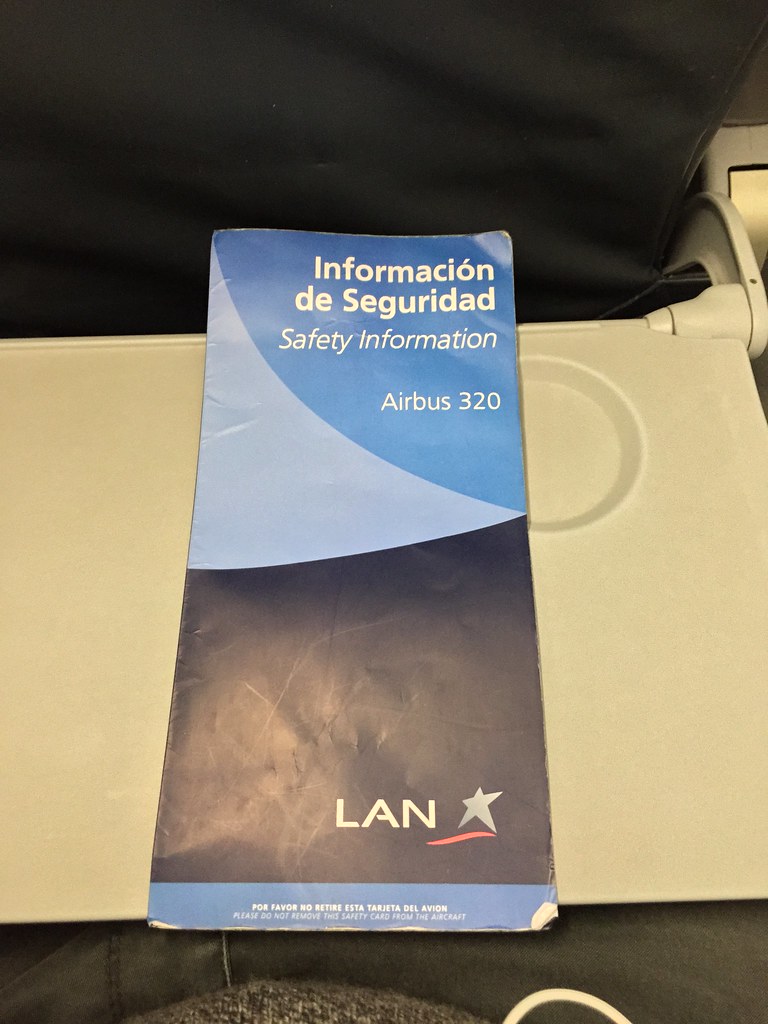 Información
de Seguridad
Safety Information
Airbus 320
LAN
POR FAVOR NO RETIRE ESTA TARJETA DEL AVION
PLEASE DO NOT REMOVE THIS SAFETY CARD FROM THE AIRCRAFT